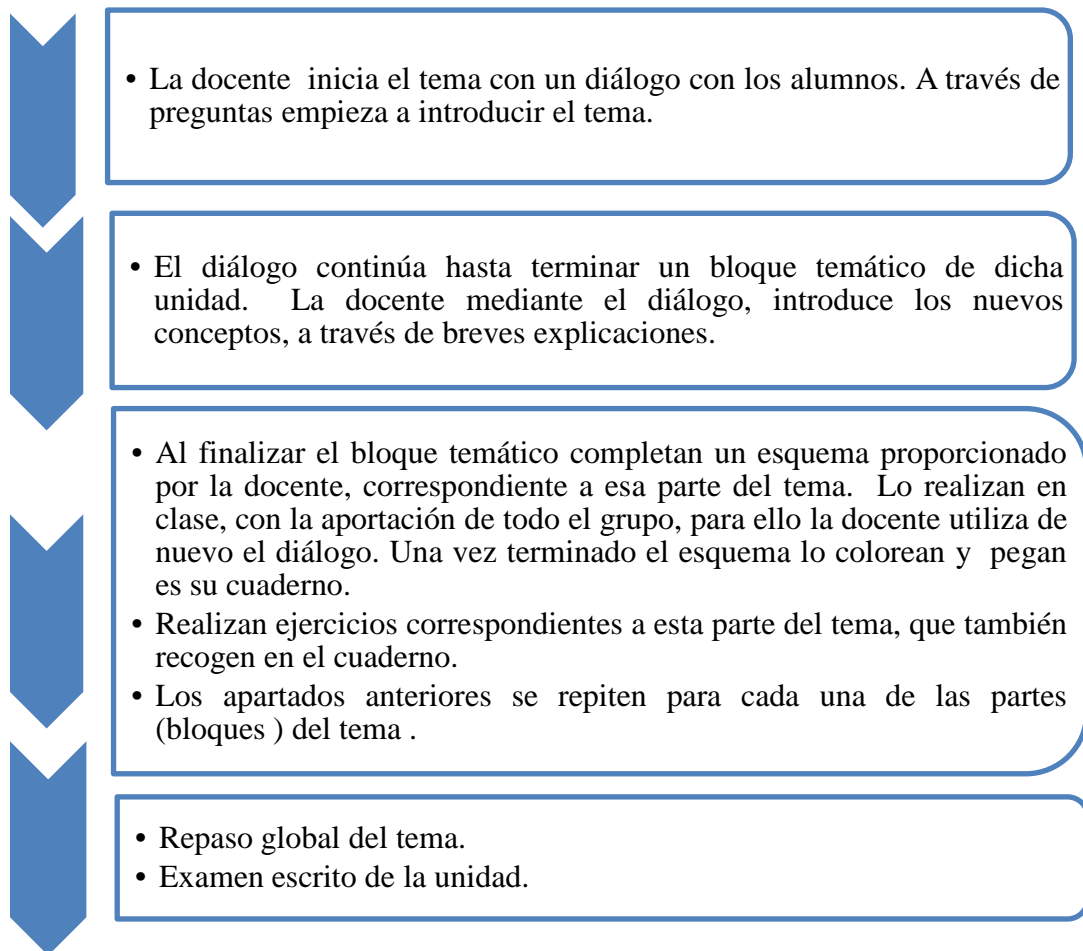 • La docente inicia el tema con un diálogo con los alumnos. A través de
preguntas empieza a introducir el tema.
• El diálogo continúa hasta terminar un bloque temático de dicha
unidad. La docente mediante el diálogo, introduce los nuevos
conceptos, a través de breves explicaciones.
• Al finalizar el bloque temático completan un esquema proporcionado
por la docente, correspondiente a esa parte del tema. Lo realizan en
clase, con la aportación de todo el grupo, para ello la docente utiliza de
nuevo el diálogo. Una vez terminado el esquema lo colorean y pegan
es su cuaderno.
• Realizan ejercicios correspondientes a esta parte del tema, que también
recogen en el cuaderno.
• Los apartados anteriores se repiten para cada una de las partes
(bloques ) del tema .
• Repaso global del tema.
• Examen escrito de la unidad.